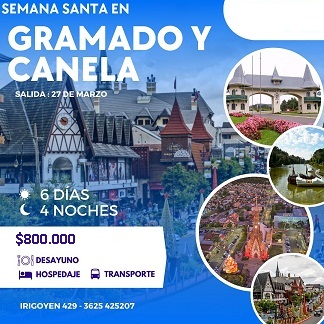 SEMANA SANTA EN
GRAMADO Y
CANELA
SALIDA : 27 DE MARZO
6 DÍAS
4 NOCHES
$800.000
DESAYUNO
HOSPEDAJE TRANSPORTE
IRIGOYEN 429 - 3625 425207